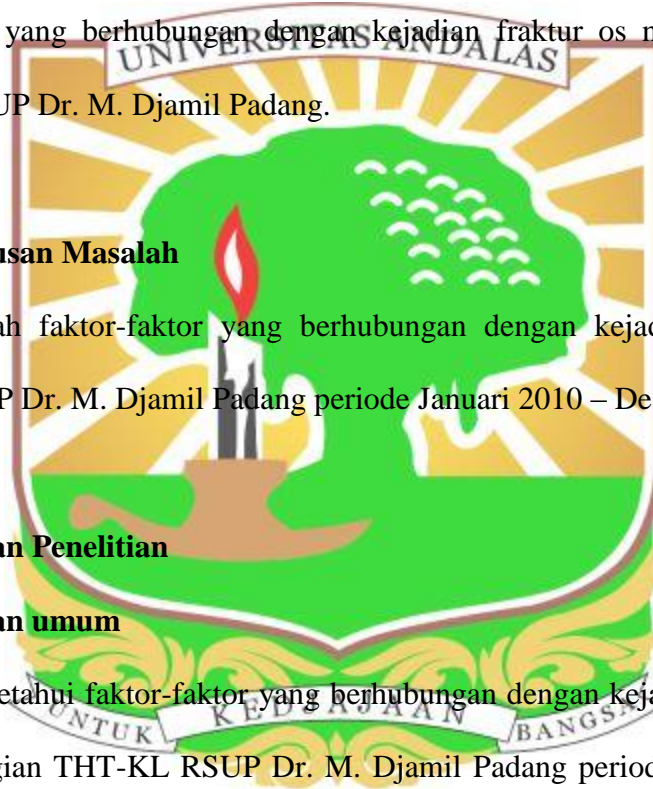 yang berhubungan dengan kejadian fraktur os
UNIVERSITAS ANDALAS
UP Dr. M. Djamil Padang.
usan Masalah
ah faktor-faktor yang berhubungan dengan kejad
P Dr. M. Djamil Padang periode Januari 2010 – De
an Penelitian
an umum
etahui faktor-faktor yang berhubungan dengan keja
UNTUK KEDJAJAAN BANGSA
gian THT-KL RSUP Dr. M. Djamil Padang period